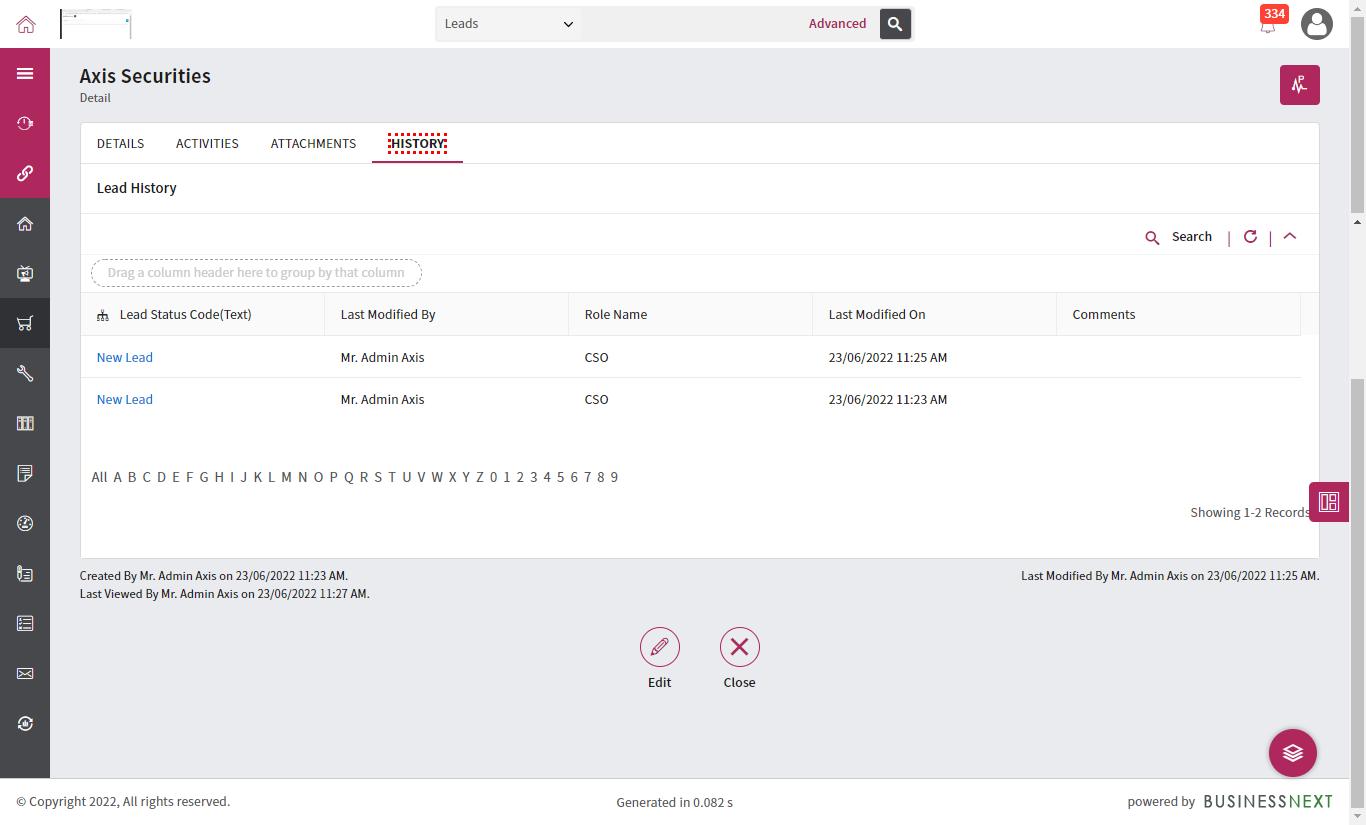 Leads
Advanced
334
Axis Securities
Detail
P
DETAILS ACTIVITIES ATTACHMENTS HISTORY
Lead History
Search
Drag a column header here to group by that column
Lead Status Code(Text) Last Modified By Role Name Last Modified On Comments
New Lead Mr. Admin Axis CSO 23/06/2022 11:25 AM
New Lead Mr. Admin Axis CSO 23/06/2022 11:23 AM
All A B C D E F G H I J K L M N O P Q R S T U V W X Y Z 0 1 2 3 4 5 6 7 8 9
Showing 1-2 Records
Created By Mr. Admin Axis on 23/06/2022 11:23 AM. Last Modified By Mr. Admin Axis on 23/06/2022 11:25 AM.
Last Viewed By Mr. Admin Axis on 23/06/2022 11:27 AM.
Edit Close
© Copyright 2022, All rights reserved. Generated in 0.082 s powered by BUSINESSNEXT